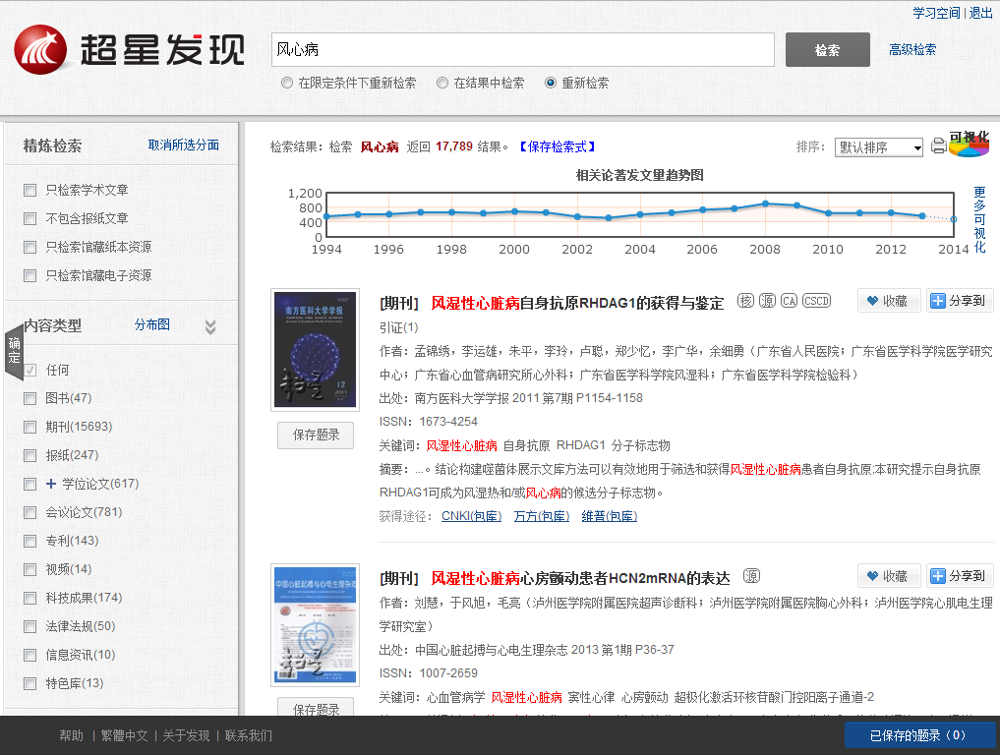 学习空间 | 退出
超星发现
风心病
检索
高级检索
在限定条件下重新检索
在结果中检索
重新检索
精炼检索
取消所选分面
只检索学术文章
不包含报纸文章
只检索馆藏纸本资源
只检索馆藏电子资源
内容类型
分布图
确定
任何
图书(47)
期刊(15693)
报纸(247)
学位论文(617)
会议论文(781)
专利(143)
视频(14)
科技成果(174)
法律法规(50)
信息资讯(10)
特色库(13)
检索结果：检索 风心病 返回 17,789 结果。【保存检索式】
排序：
默认排序
可视化
相关论著发文量趋势图
1,200
800
400
0
1994 1996 1998 2000 2002 2004 2006 2008 2010 2012 2014
更多可视化
南方医科大学学报
12
[期刊] 风湿性心脏病自身抗原RHDAG1的获得与鉴定 核 源 CA CSCD
收藏
分享到
引证(1)
作者：孟锦绣，李运雄，朱平，李玲，卢聪，郑少忆，李广华，余细勇（广东省人民医院；广东省医学科学院医学研究
中心；广东省心血管病研究所心外科；广东省医学科学院风湿科；广东省医学科学院检验科）
出处：南方医科大学学报 2011 第7期 P1154-1158
ISSN：1673-4254
关键词：风湿性心脏病 自身抗原 RHDAG1 分子标志物
摘要：...。结论构建噬菌体展示文库方法可以有效地用于筛选和获得风湿性心脏病患者自身抗原;本研究提示自身抗原
RHDAG1可成为风湿热和/或风心病的候选分子标志物。
获得途径： CNKI(包库) 万方(包库) 维普(包库)
保存题录
中国心脏起搏与心电生理杂志
[期刊] 风湿性心脏病心房颤动患者HCN2mRNA的表达 源
收藏
分享到
作者：刘慧，于风旭，毛亮（泸州医学院附属医院超声诊断科；泸州医学院附属医院胸心外科；泸州医学院心肌电生理
学研究室）
出处：中国心脏起搏与心电生理杂志 2013 第1期 P36-37
ISSN：1007-2659
关键词：心血管病学 风湿性心脏病 窦性心律 心房颤动 超极化激活环核苷酸门控阳离子通道-2
保存题录
帮助 | 繁體中文 | 关于发现 | 联系我们
已保存的题录（0）